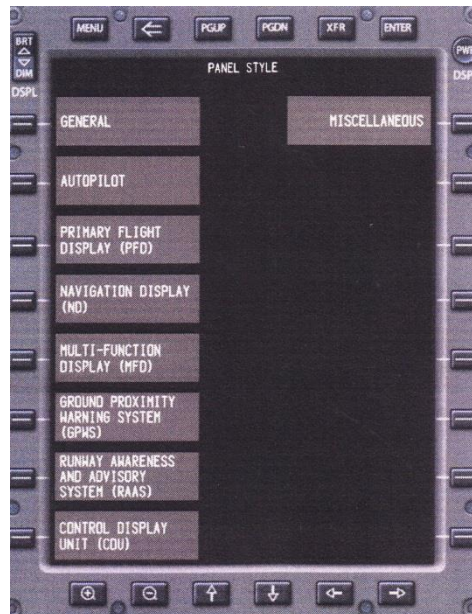 MENU
PGUP
PGDN
XFR
ENTER
BRT
DIM
DSPL
PWR
DSP
PANEL STYLE
GENERAL
MISCELLANEOUS
AUTOPILOT
PRIMARY FLIGHT
DISPLAY (PFD)
NAVIGATION DISPLAY
(ND)
MULTI-FUNCTION
DISPLAY (MFD)
GROUND PROXIMITY
WARNING SYSTEM
(GPWS)
RUNWAY AWARENESS
AND ADVISORY
SYSTEM (RAAS)
CONTROL DISPLAY
UNIT (CDU)